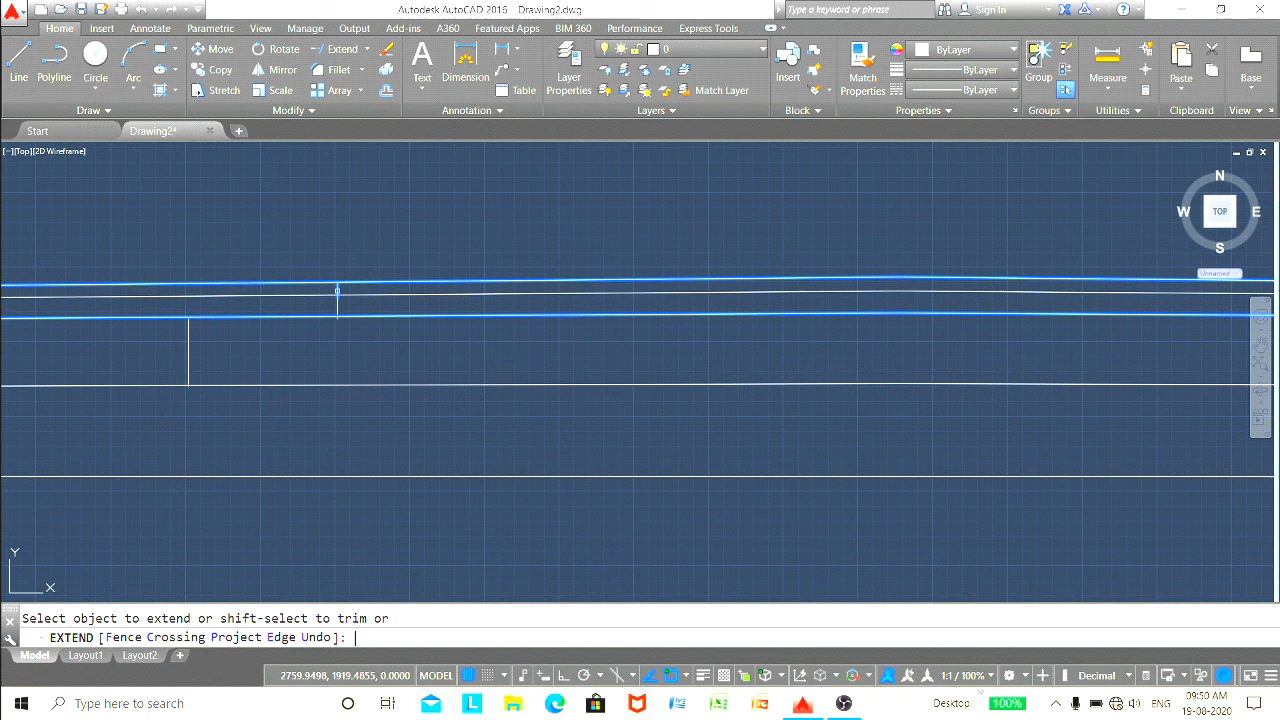 Autodesk AutoCAD 2016 Drawing2.dwg
Type a keyword or phrase
Sign In
Home Insert Annotate Parametric View Manage Output Add-ins A360 Featured Apps BIM 360 Express Tools
Line
Polyline
Circle
Arc
Move
Copy
Stretch
Rotate
Mirror
Scale
Extend
Fillet
Array
Text
Dimension
Table
Layer
Properties
0
Match Layer
Insert
Match
Properties
ByLayer
ByLayer
ByLayer
Group
Measure
Paste
Base
Draw Modify Annotation Layers Block Properties Groups Utilities Clipboard View
Start Drawing2*
[−][Top][2D Wireframe]
N
W TOP E
S
Unnamed
Y
X
Select object to extend or shift-select to trim or
EXTEND [Fence Crossing Project Edge Undo]:
Model Layout1 Layout2
2759.9498, 1919.4855, 0.0000 MODEL 1:1 / 100% Decimal
Type here to search
Desktop
100%
ENG
09:50 AM
19-08-2020